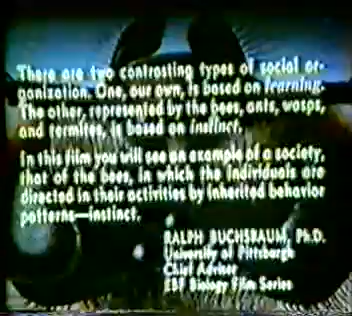 There are two contrasting types of social or-
ganization. One, our own, is based on learning.
The other, represented by the bees, ants, wasps,
and termites, is based on instinct.
In this film you will see an example of a society,
that of the bees, in which the individuals are
directed in their activities by inherited behavior
patterns—instinct.
RALPH BUCHSBAUM, Ph.D.
University of Pittsburgh
Chief Adviser
EBF Biology Film Series